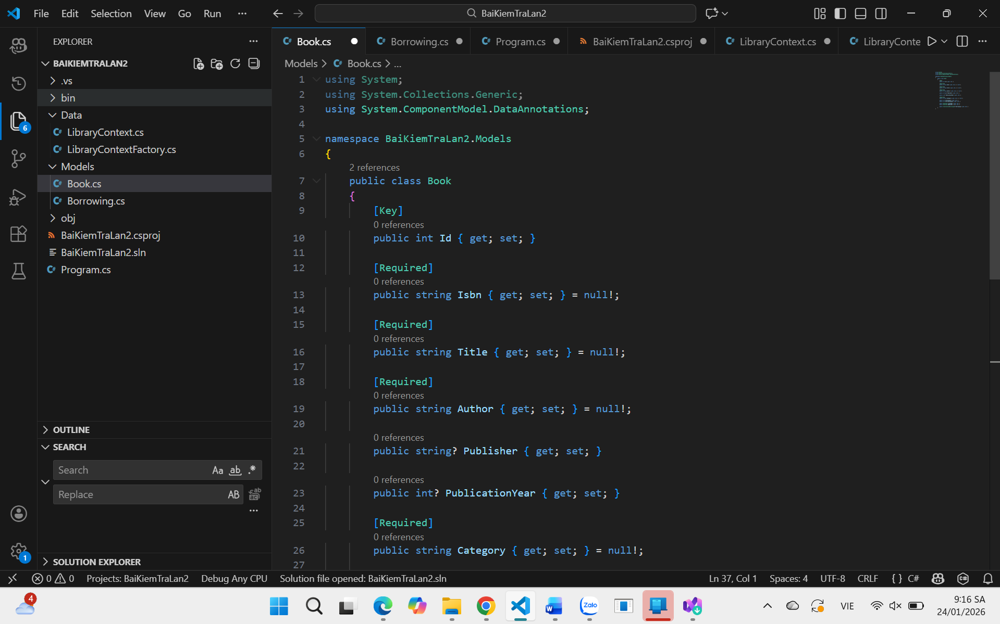 File Edit Selection View Go Run ...
BaiKiemTraLan2
EXPLORER
BAIKIEMTRALAN2
.vs
bin
Data
LibraryContext.cs
LibraryContextFactory.cs
Models
Book.cs
Borrowing.cs
obj
BaiKiemTraLan2.csproj
BaiKiemTraLan2.sln
Program.cs
OUTLINE
SEARCH
Search Aa ab .*
Replace AB
SOLUTION EXPLORER
6
1
Book.cs Borrowing.cs Program.cs BaiKiemTraLan2.csproj LibraryContext.cs LibraryConte
Models > Book.cs > ...
1 using System;
2 using System.Collections.Generic;
3 using System.ComponentModel.DataAnnotations;
4
5 namespace BaiKiemTraLan2.Models
6 {
2 references
7 public class Book
8 {
9 [Key]
0 references
10 public int Id { get; set; }
11
12 [Required]
0 references
13 public string Isbn { get; set; } = null!;
14
15 [Required]
0 references
16 public string Title { get; set; } = null!;
17
18 [Required]
0 references
19 public string Author { get; set; } = null!;
20
0 references
21 public string? Publisher { get; set; }
22
0 references
23 public int? PublicationYear { get; set; }
24
25 [Required]
0 references
26 public string Category { get; set; } = null!;
27
0 0 Projects: BaiKiemTraLan2 Debug Any CPU Solution file opened: BaiKiemTraLan2.sln Ln 37, Col 1 Spaces: 4 UTF-8 CRLF { } C#
4
Zalo
VIE
9:16 SA
24/01/2026